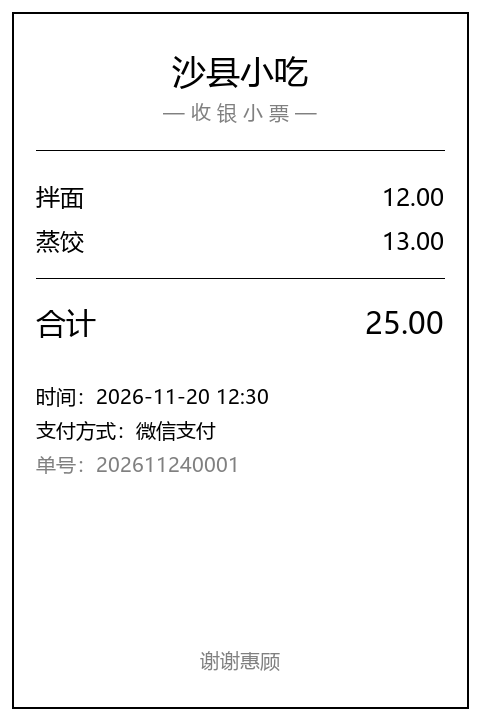 沙县小吃
— 收银小票 —
拌面 12.00
蒸饺 13.00
合计 25.00
时间：2026-11-20 12:30
支付方式：微信支付
单号：202611240001
谢谢惠顾